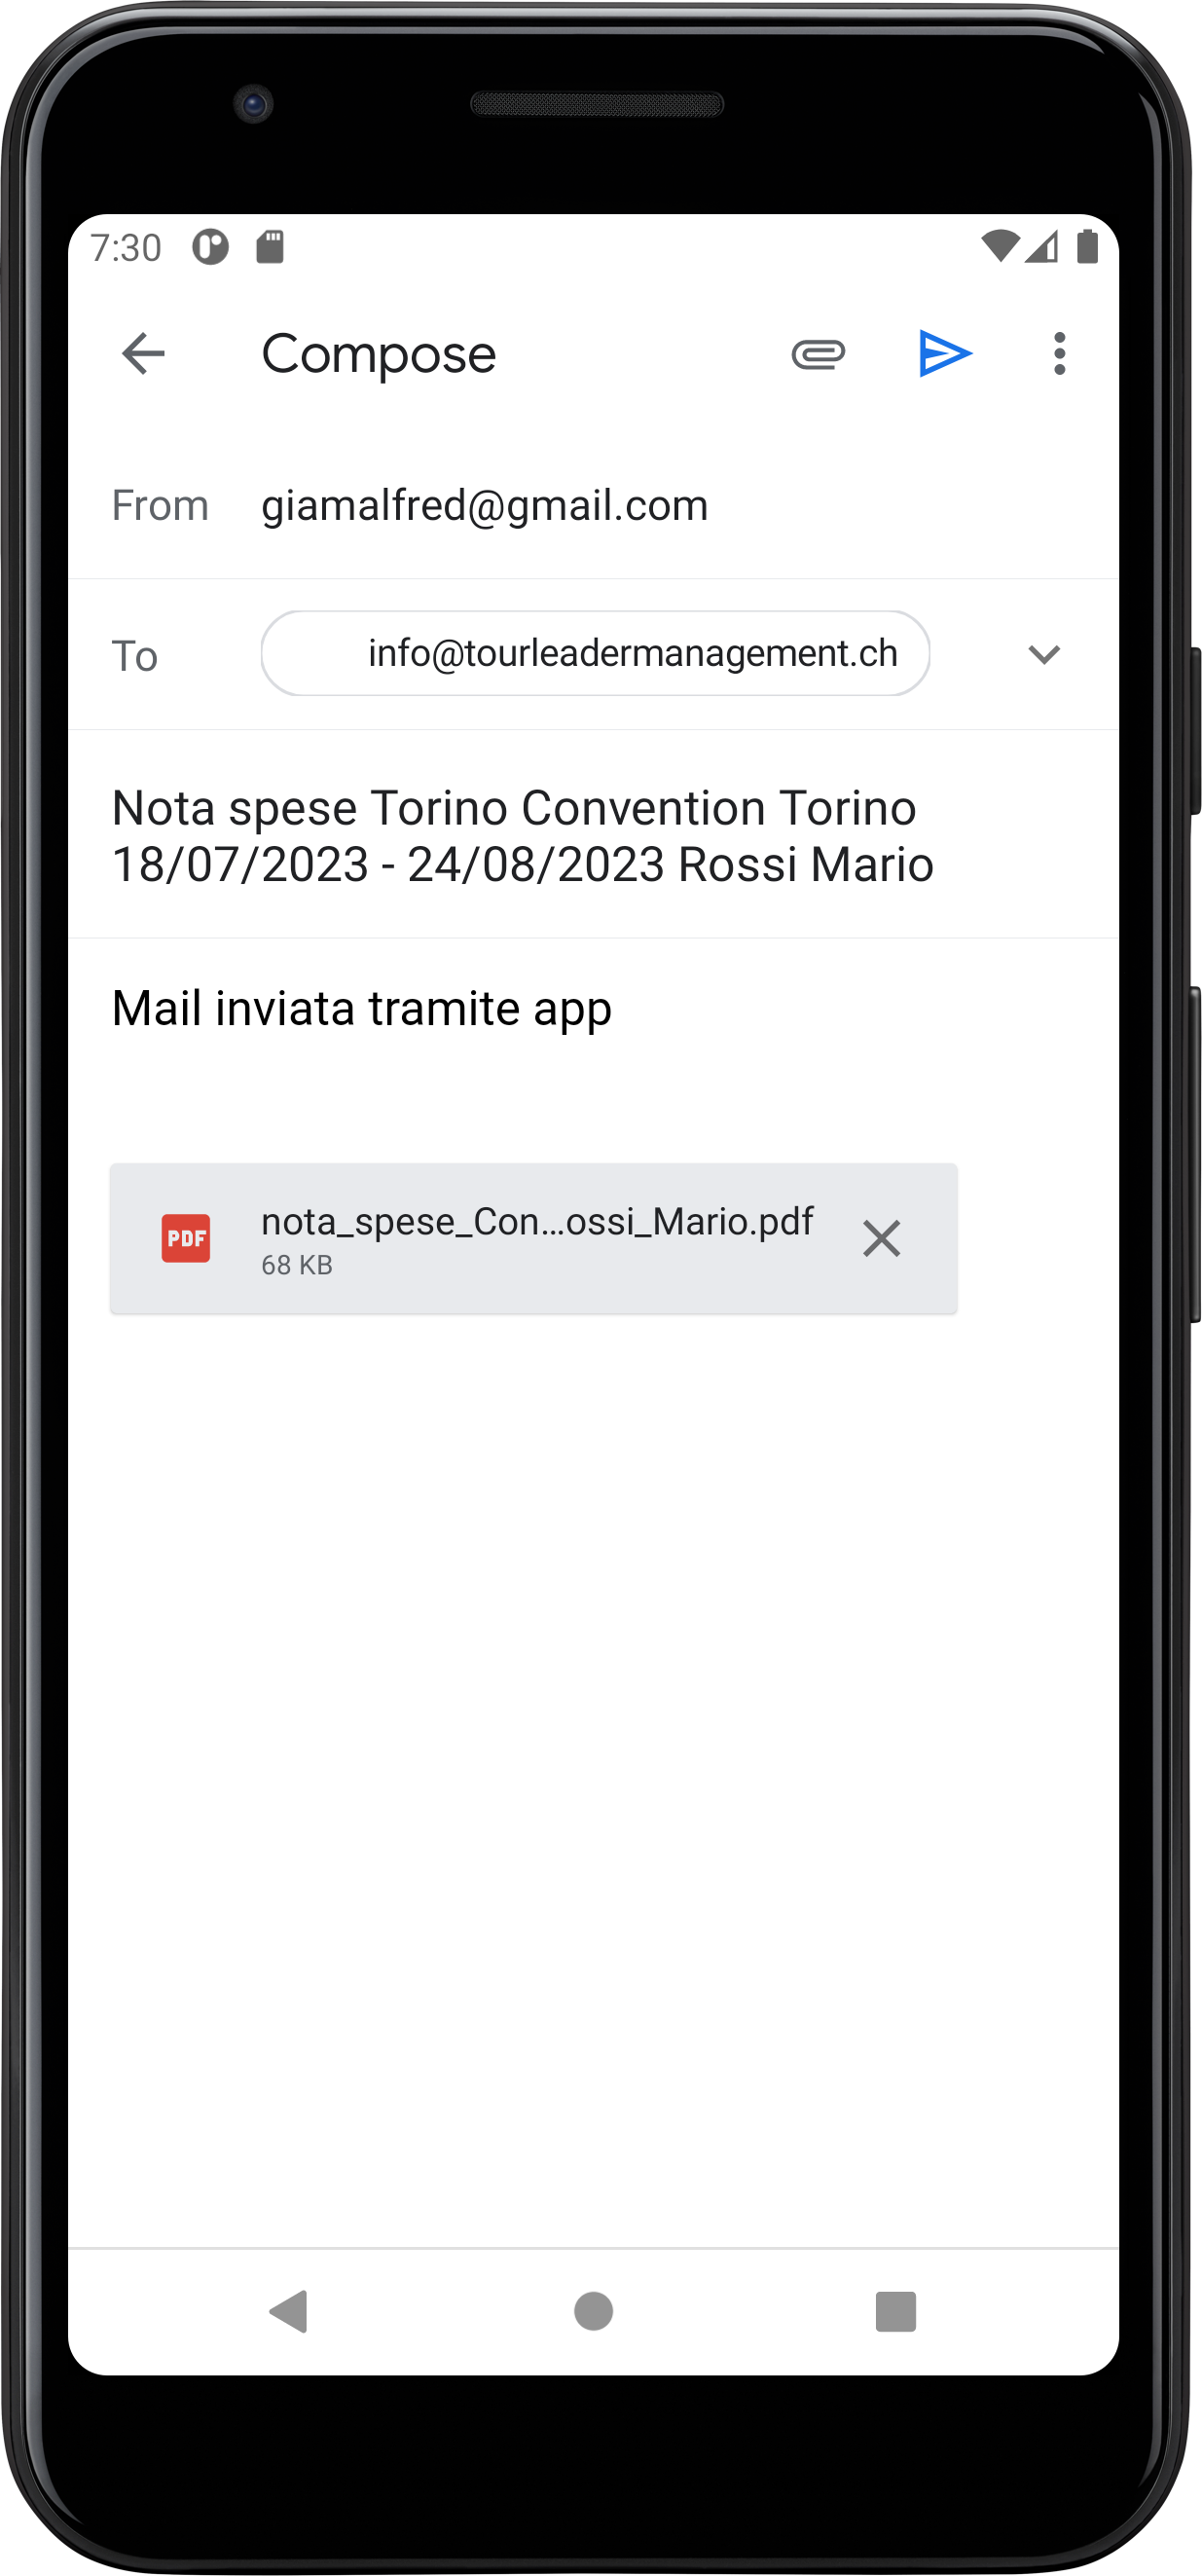 7:30
Compose
From giamalfred@gmail.com
To info@tourleadermanagement.ch
Nota spese Torino Convention Torino
18/07/2023 - 24/08/2023 Rossi Mario
Mail inviata tramite app
PDF nota_spese_Con...ossi_Mario.pdf
68 KB